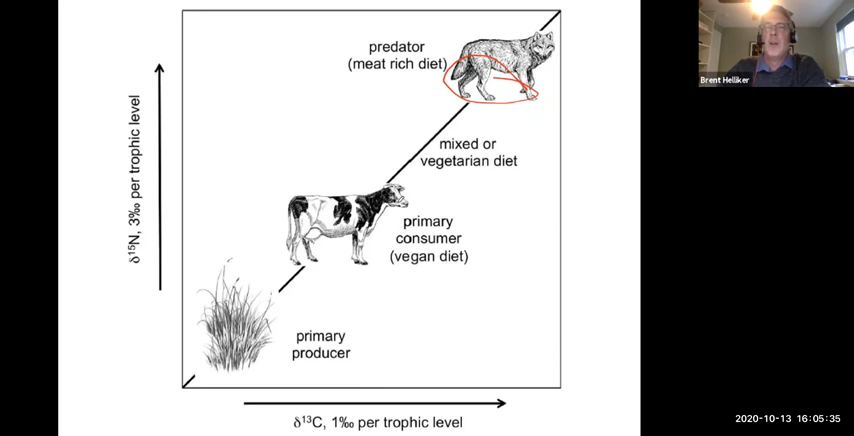 predator
(meat rich diet)
mixed or
vegetarian diet
primary
consumer
(vegan diet)
primary
producer
δ¹⁵N, 3‰ per trophic level
δ¹³C, 1‰ per trophic level
Brent Helliker
2020-10-13 16:05:35